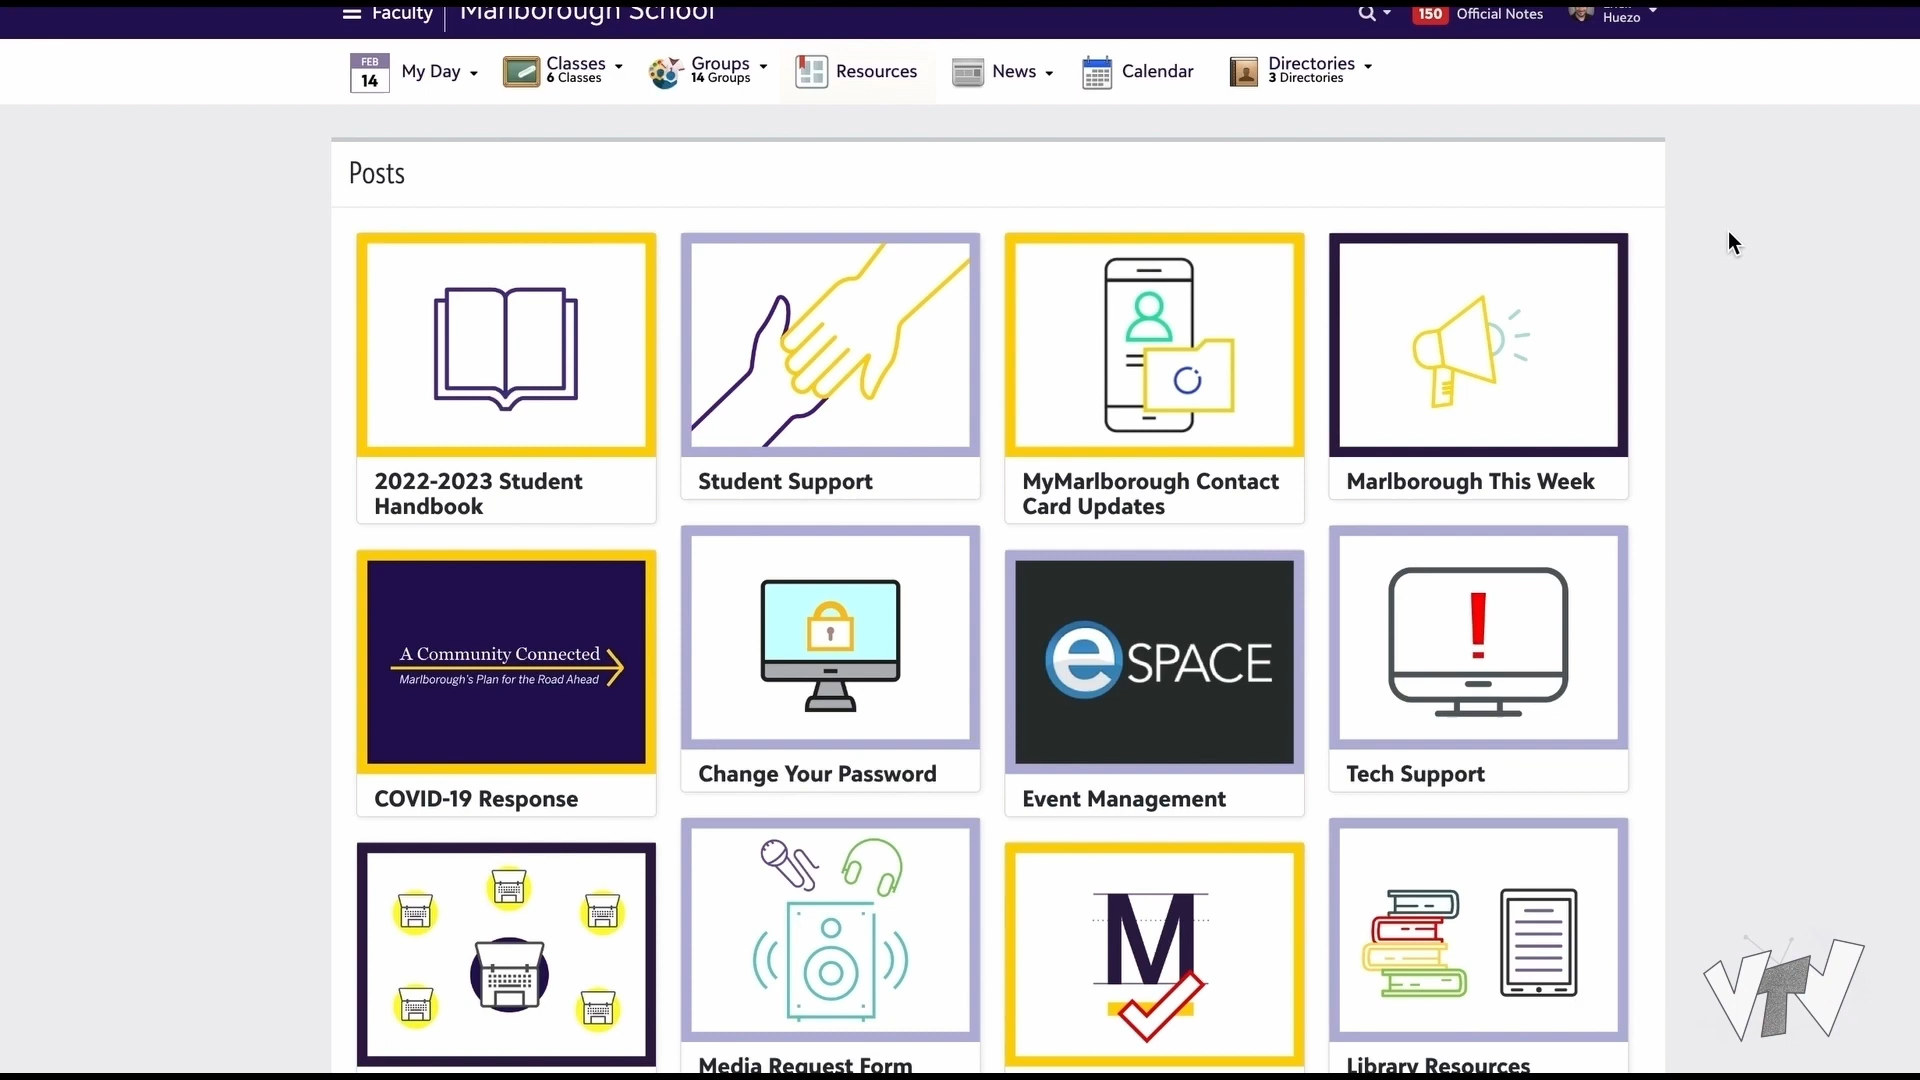 Faculty
Marlborough School
150
Official Notes
Huezo
FEB
14
My Day
Classes
6 Classes
Groups
14 Groups
Resources
News
Calendar
Directories
3 Directories
Posts
2022-2023 Student
Handbook
Student Support
MyMarlborough Contact
Card Updates
Marlborough This Week
A Community Connected
Marlborough's Plan for the Road Ahead
COVID-19 Response
Change Your Password
e SPACE
Event Management
!
Tech Support
Media Request Form
M
Library Resources
VTV